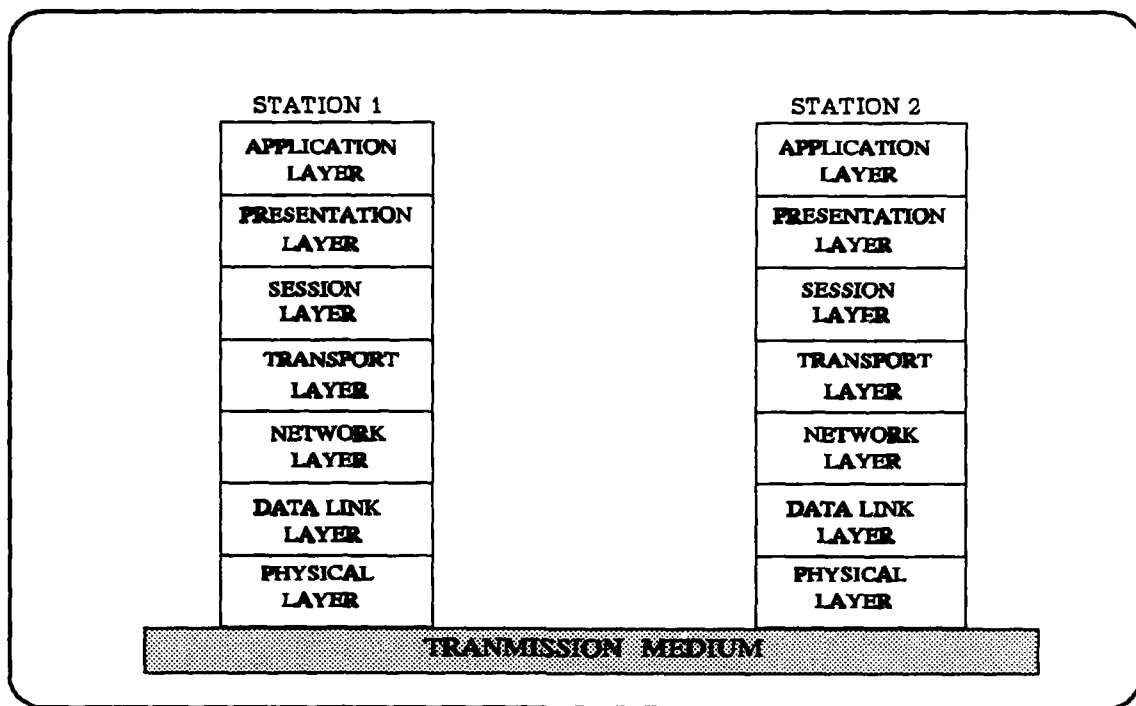 STATION 1
APPLICATION
LAYER
PRESENTATION
LAYER
SESSION
LAYER
TRANSPORT
LAYER
NETWORK
LAYER
DATA LINK
LAYER
PHYSICAL
LAYER
STATION 2
APPLICATION
LAYER
PRESENTATION
LAYER
SESSION
LAYER
TRANSPORT
LAYER
NETWORK
LAYER
DATA LINK
LAYER
PHYSICAL
LAYER
TRANMISSION MEDIUM